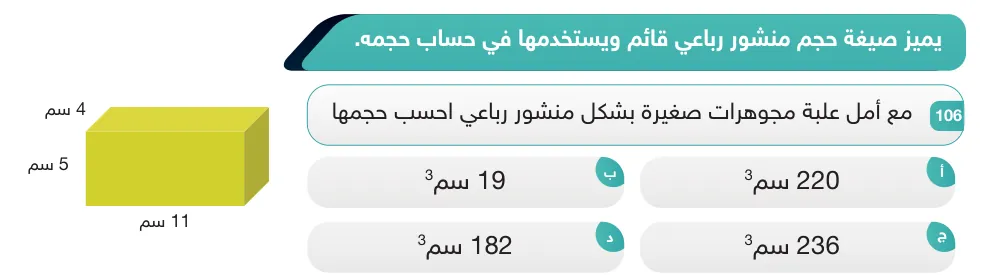 يميز صيغة حجم منشور رباعي قائم ويستخدمها في حساب حجمه.
106 مع أمل علبة مجوهرات صغيرة بشكل منشور رباعي احسب حجمها
أ 220 سم³
ب 19 سم³
ج 236 سم³
د 182 سم³
4 سم
5 سم
11 سم